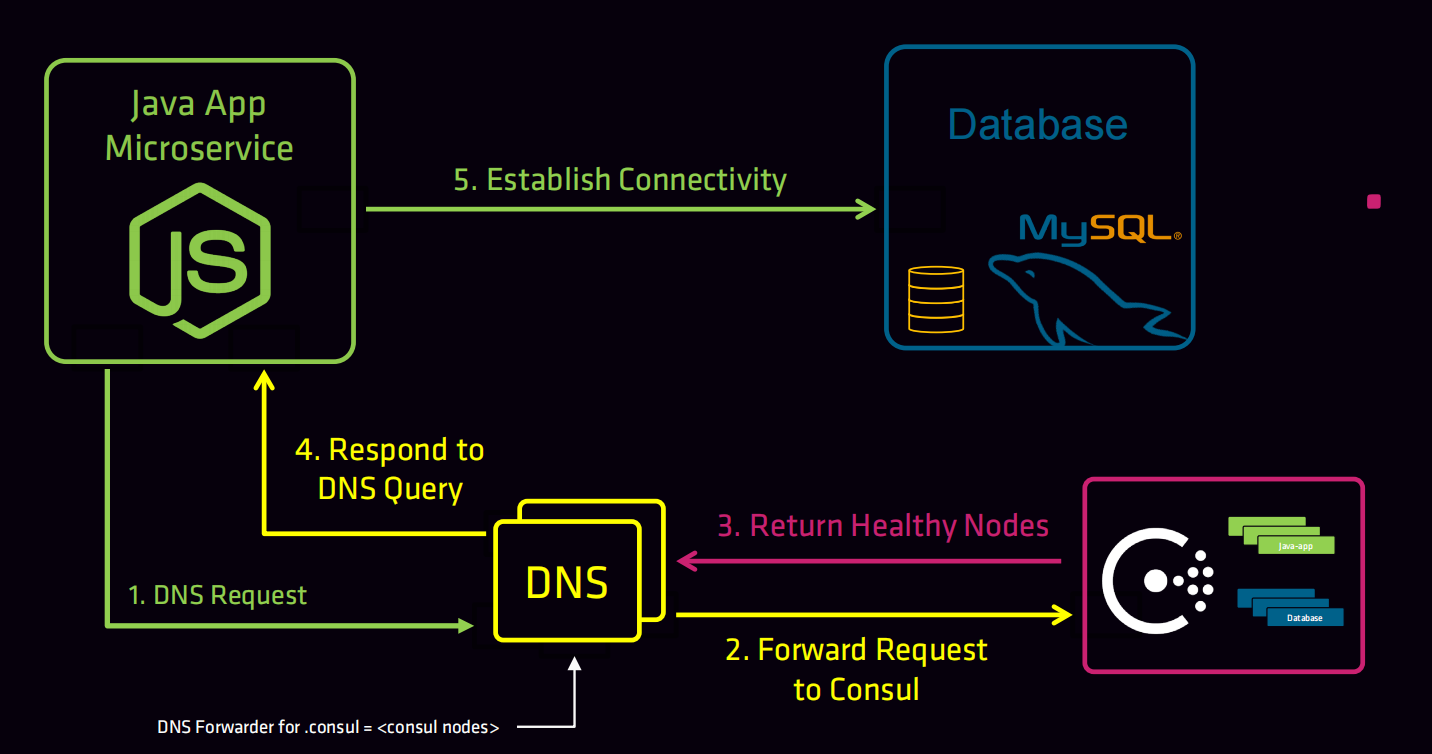 Java App
Microservice
JS
Database
MySQL®
5. Establish Connectivity
4. Respond to
DNS Query
3. Return Healthy Nodes
Java-app
Database
DNS
1. DNS Request
2. Forward Request
to Consul
DNS Forwarder for .consul = <consul nodes>